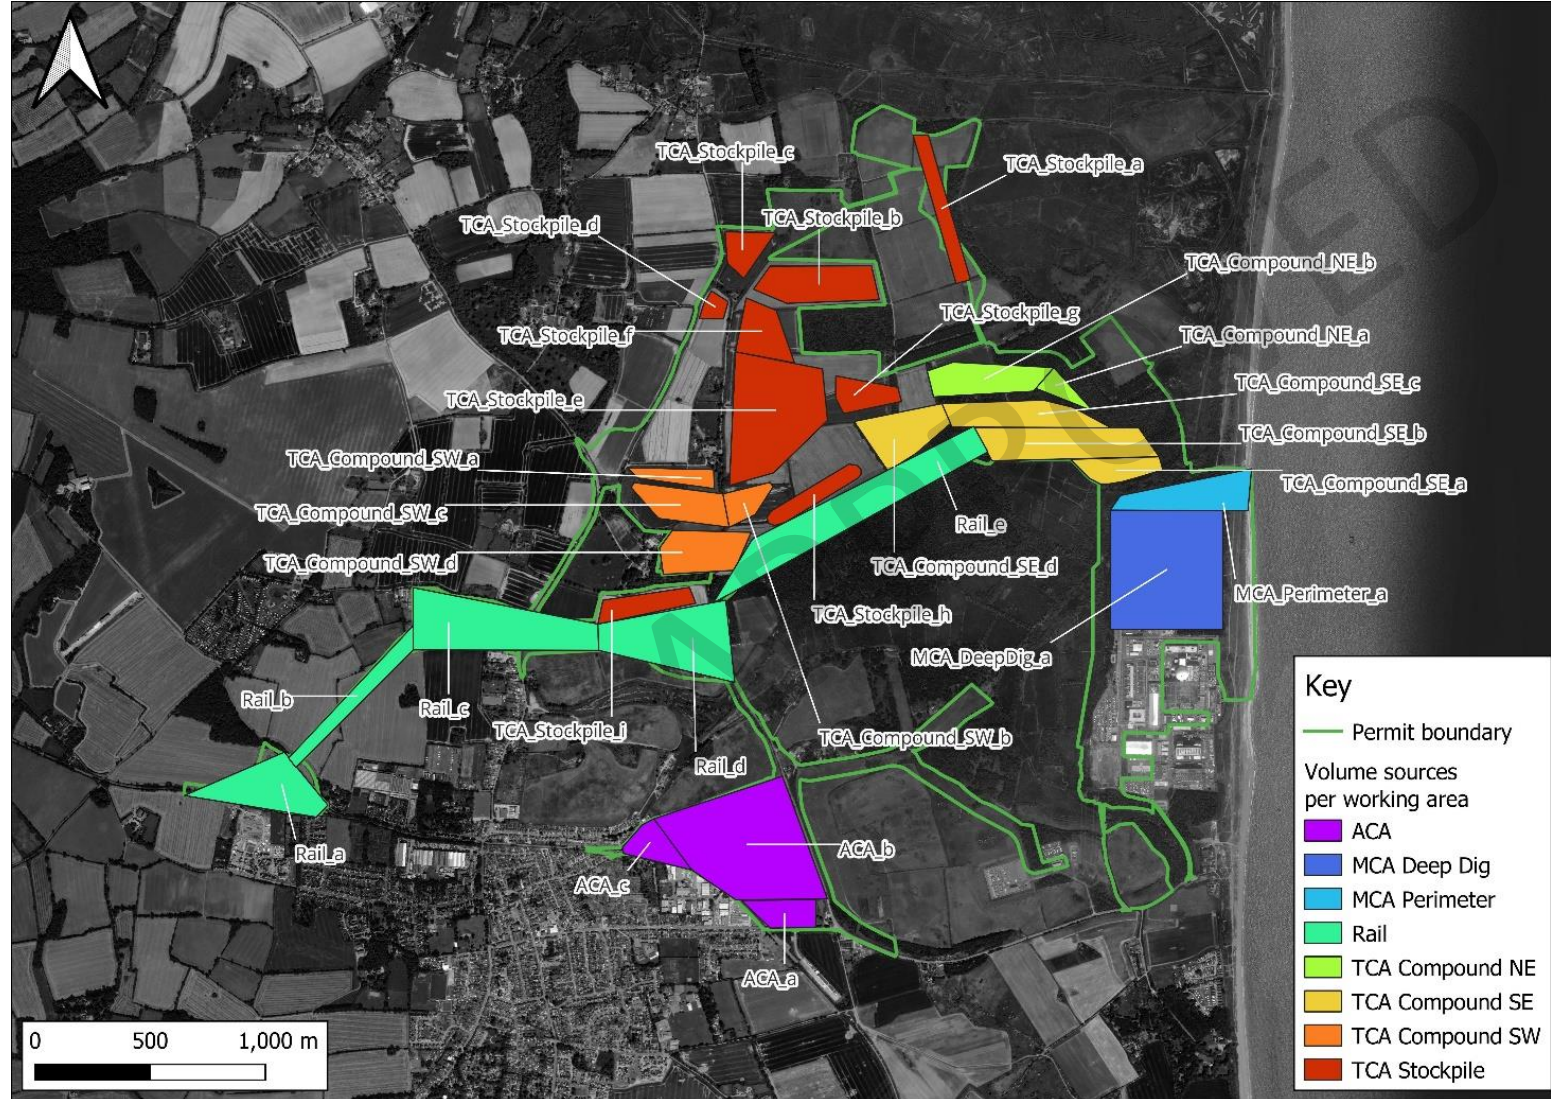 TCA_Stockpile_c
TCA_Stockpile_a
TCA_Stockpile_d
TCA_Stockpile_b
TCA_Compound_NE_b
TCA_Stockpile_g
TCA_Stockpile_f
TCA_Compound_NE_a
TCA_Compound_SE_c
TCA_Stockpile_e
TCA_Compound_SE_b
TCA_Compound_SW_a
TCA_Compound_SE_a
TCA_Compound_SW_c
Rail_e
TCA_Compound_SW_d
TCA_Compound_SE_d
MCA_Perimeter_a
TCA_Stockpile_h
MCA_DeepDig_a
Rail_b
Rail_c
TCA_Stockpile_i
TCA_Compound_SW_b
Rail_d
Rail_a
ACA_b
ACA_c
ACA_a
Key
Permit boundary
Volume sources
per working area
ACA
MCA Deep Dig
MCA Perimeter
Rail
TCA Compound NE
TCA Compound SE
TCA Compound SW
TCA Stockpile
0 500 1,000 m